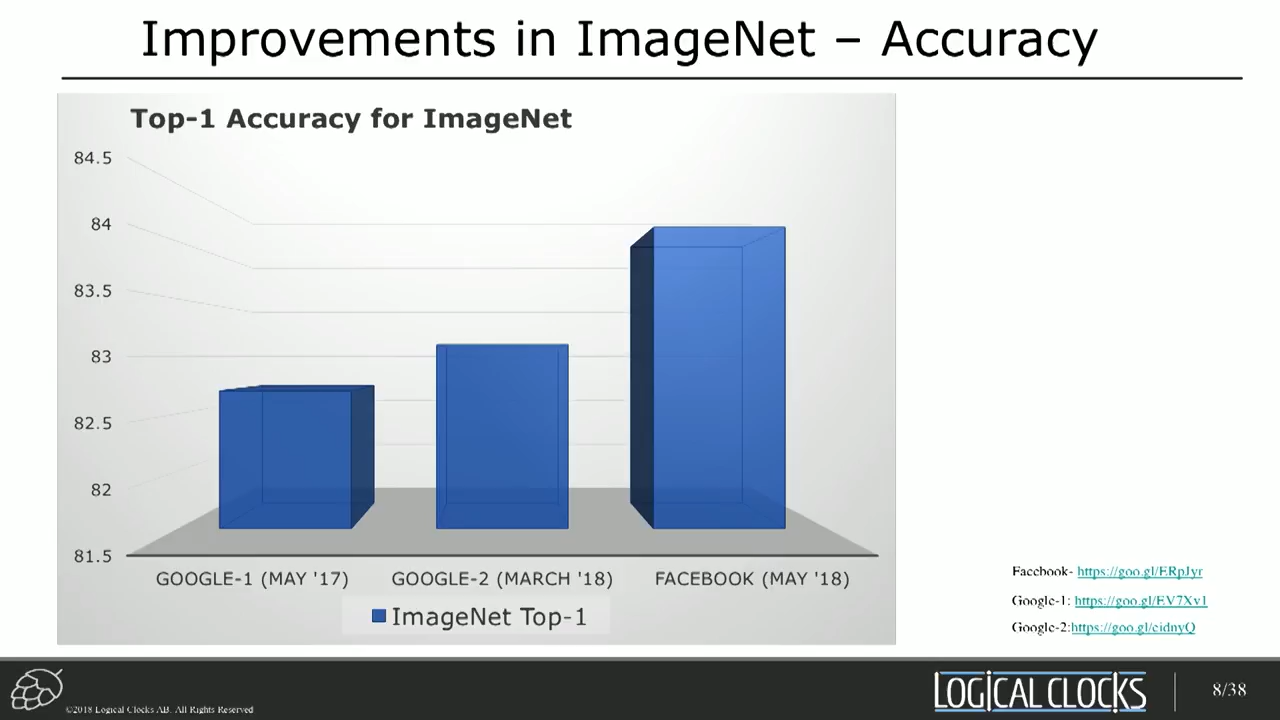 Improvements in ImageNet – Accuracy
Top-1 Accuracy for ImageNet
84.5
84
83.5
83
82.5
82
81.5
GOOGLE-1 (MAY '17)
GOOGLE-2 (MARCH '18)
FACEBOOK (MAY '18)
ImageNet Top-1
Facebook- https://goo.gl/ERpJyr
Google-1: https://goo.gl/EV7Xv1
Google-2:https://goo.gl/eidnyQ
©2018 Logical Clocks AB. All Rights Reserved
LOGICAL CLOCKS
8/38